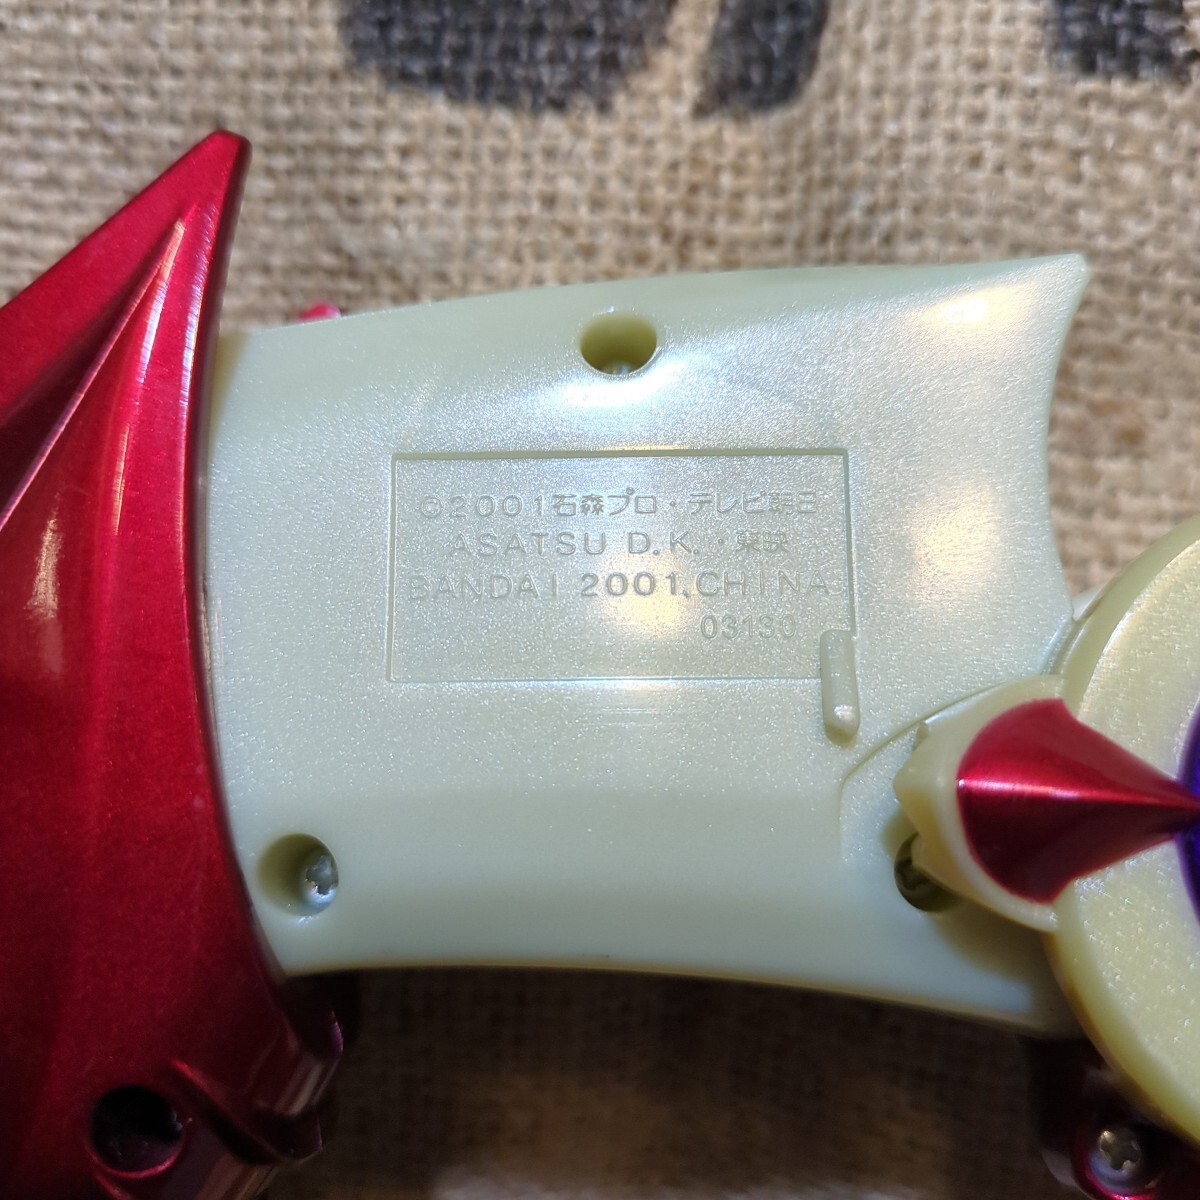 ©2001石森プロ・テレビ朝日
ASATSU D.K.・東映
BANDAI 2001, CHINA
03130